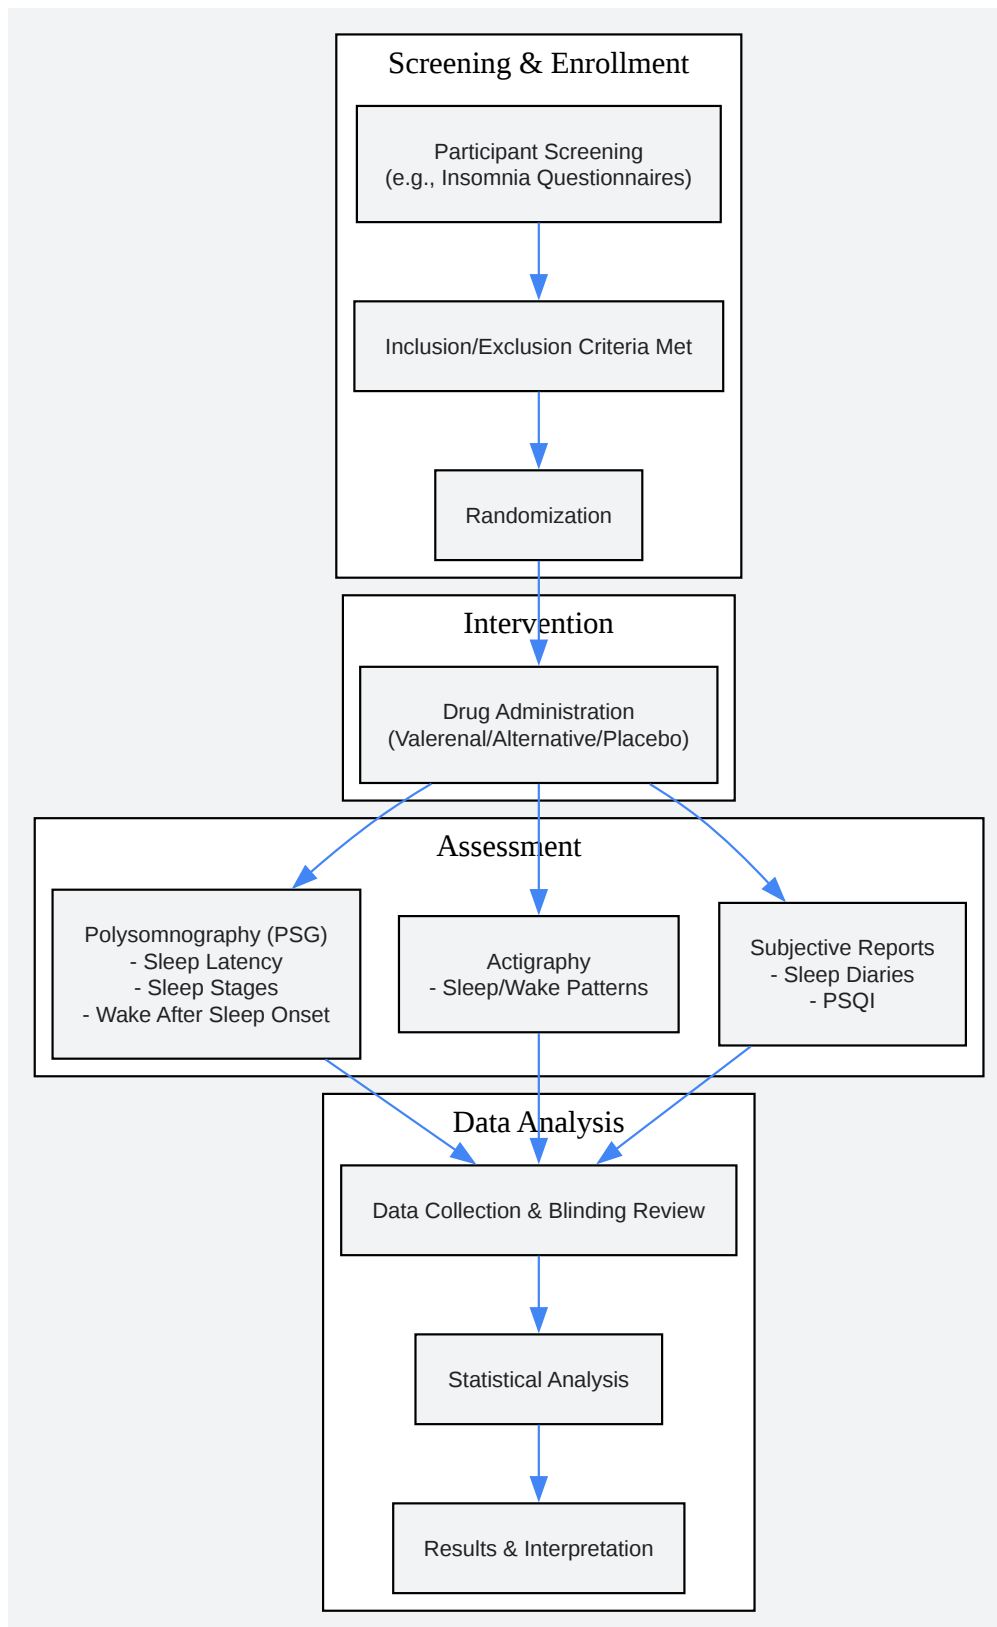 Screening & Enrollment
Participant Screening
(e.g., Insomnia Questionnaires)
Inclusion/Exclusion Criteria Met
Randomization
Intervention
Drug Administration
(Valerenal/Alternative/Placebo)
Assessment
Polysomnography (PSG)
- Sleep Latency
- Sleep Stages
- Wake After Sleep Onset
Actigraphy
- Sleep/Wake Patterns
Subjective Reports
- Sleep Diaries
- PSQI
Data Analysis
Data Collection & Blinding Review
Statistical Analysis
Results & Interpretation